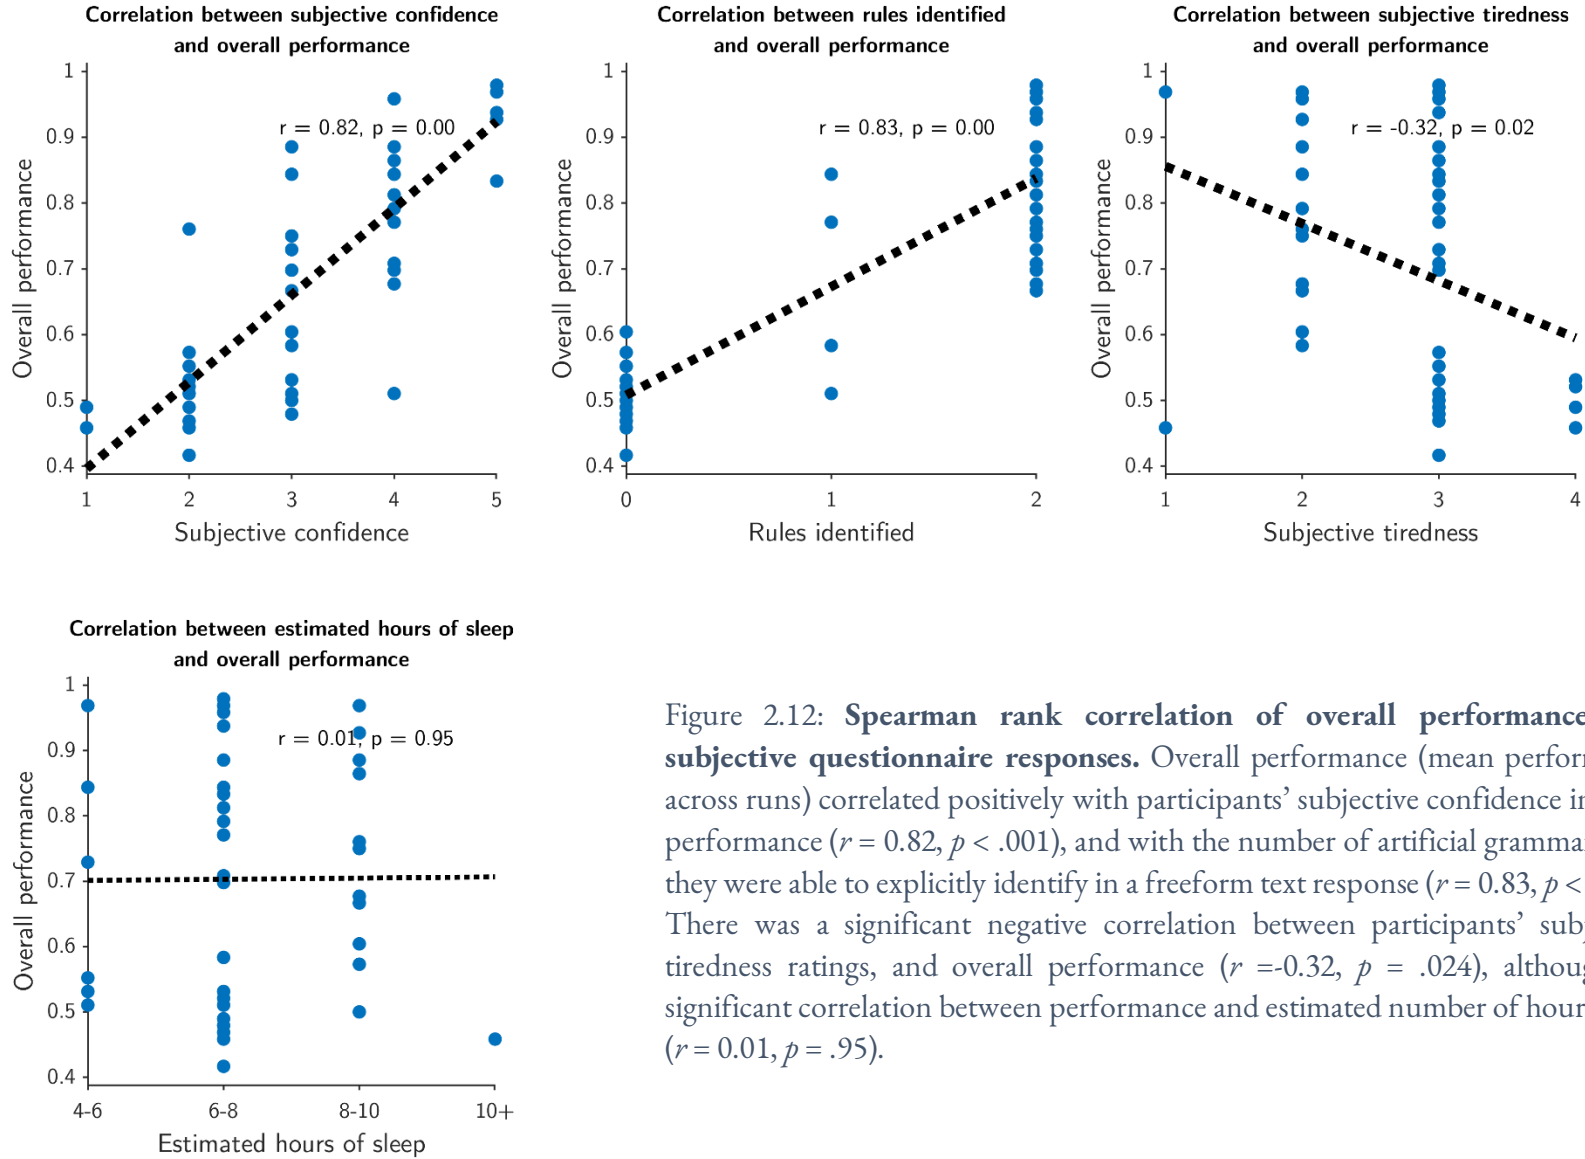 Correlation between subjective confidence
and overall performance
1
0.9
0.8
0.7
0.6
0.5
0.4
Overall performance
r = 0.82, p = 0.00
1 2 3 4 5
Subjective confidence
Correlation between rules identified
and overall performance
1
0.9
0.8
0.7
0.6
0.5
0.4
Overall performance
r = 0.83, p = 0.00
0 1 2
Rules identified
Correlation between subjective tiredness
and overall performance
1
0.9
0.8
0.7
0.6
0.5
0.4
Overall performance
r = -0.32, p = 0.02
1 2 3 4
Subjective tiredness
Correlation between estimated hours of sleep
and overall performance
1
0.9
0.8
0.7
0.6
0.5
0.4
Overall performance
r = 0.01, p = 0.95
4-6 6-8 8-10 10+
Estimated hours of sleep
Figure 2.12: Spearman rank correlation of overall performance
subjective questionnaire responses. Overall performance (mean perfor
across runs) correlated positively with participants’ subjective confidence i
performance (r = 0.82, p < .001), and with the number of artificial gramma
they were able to explicitly identify in a freeform text response (r = 0.83, p <
There was a significant negative correlation between participants’ sub
tiredness ratings, and overall performance (r =-0.32, p = .024), althoug
significant correlation between performance and estimated number of hour
(r = 0.01, p = .95).